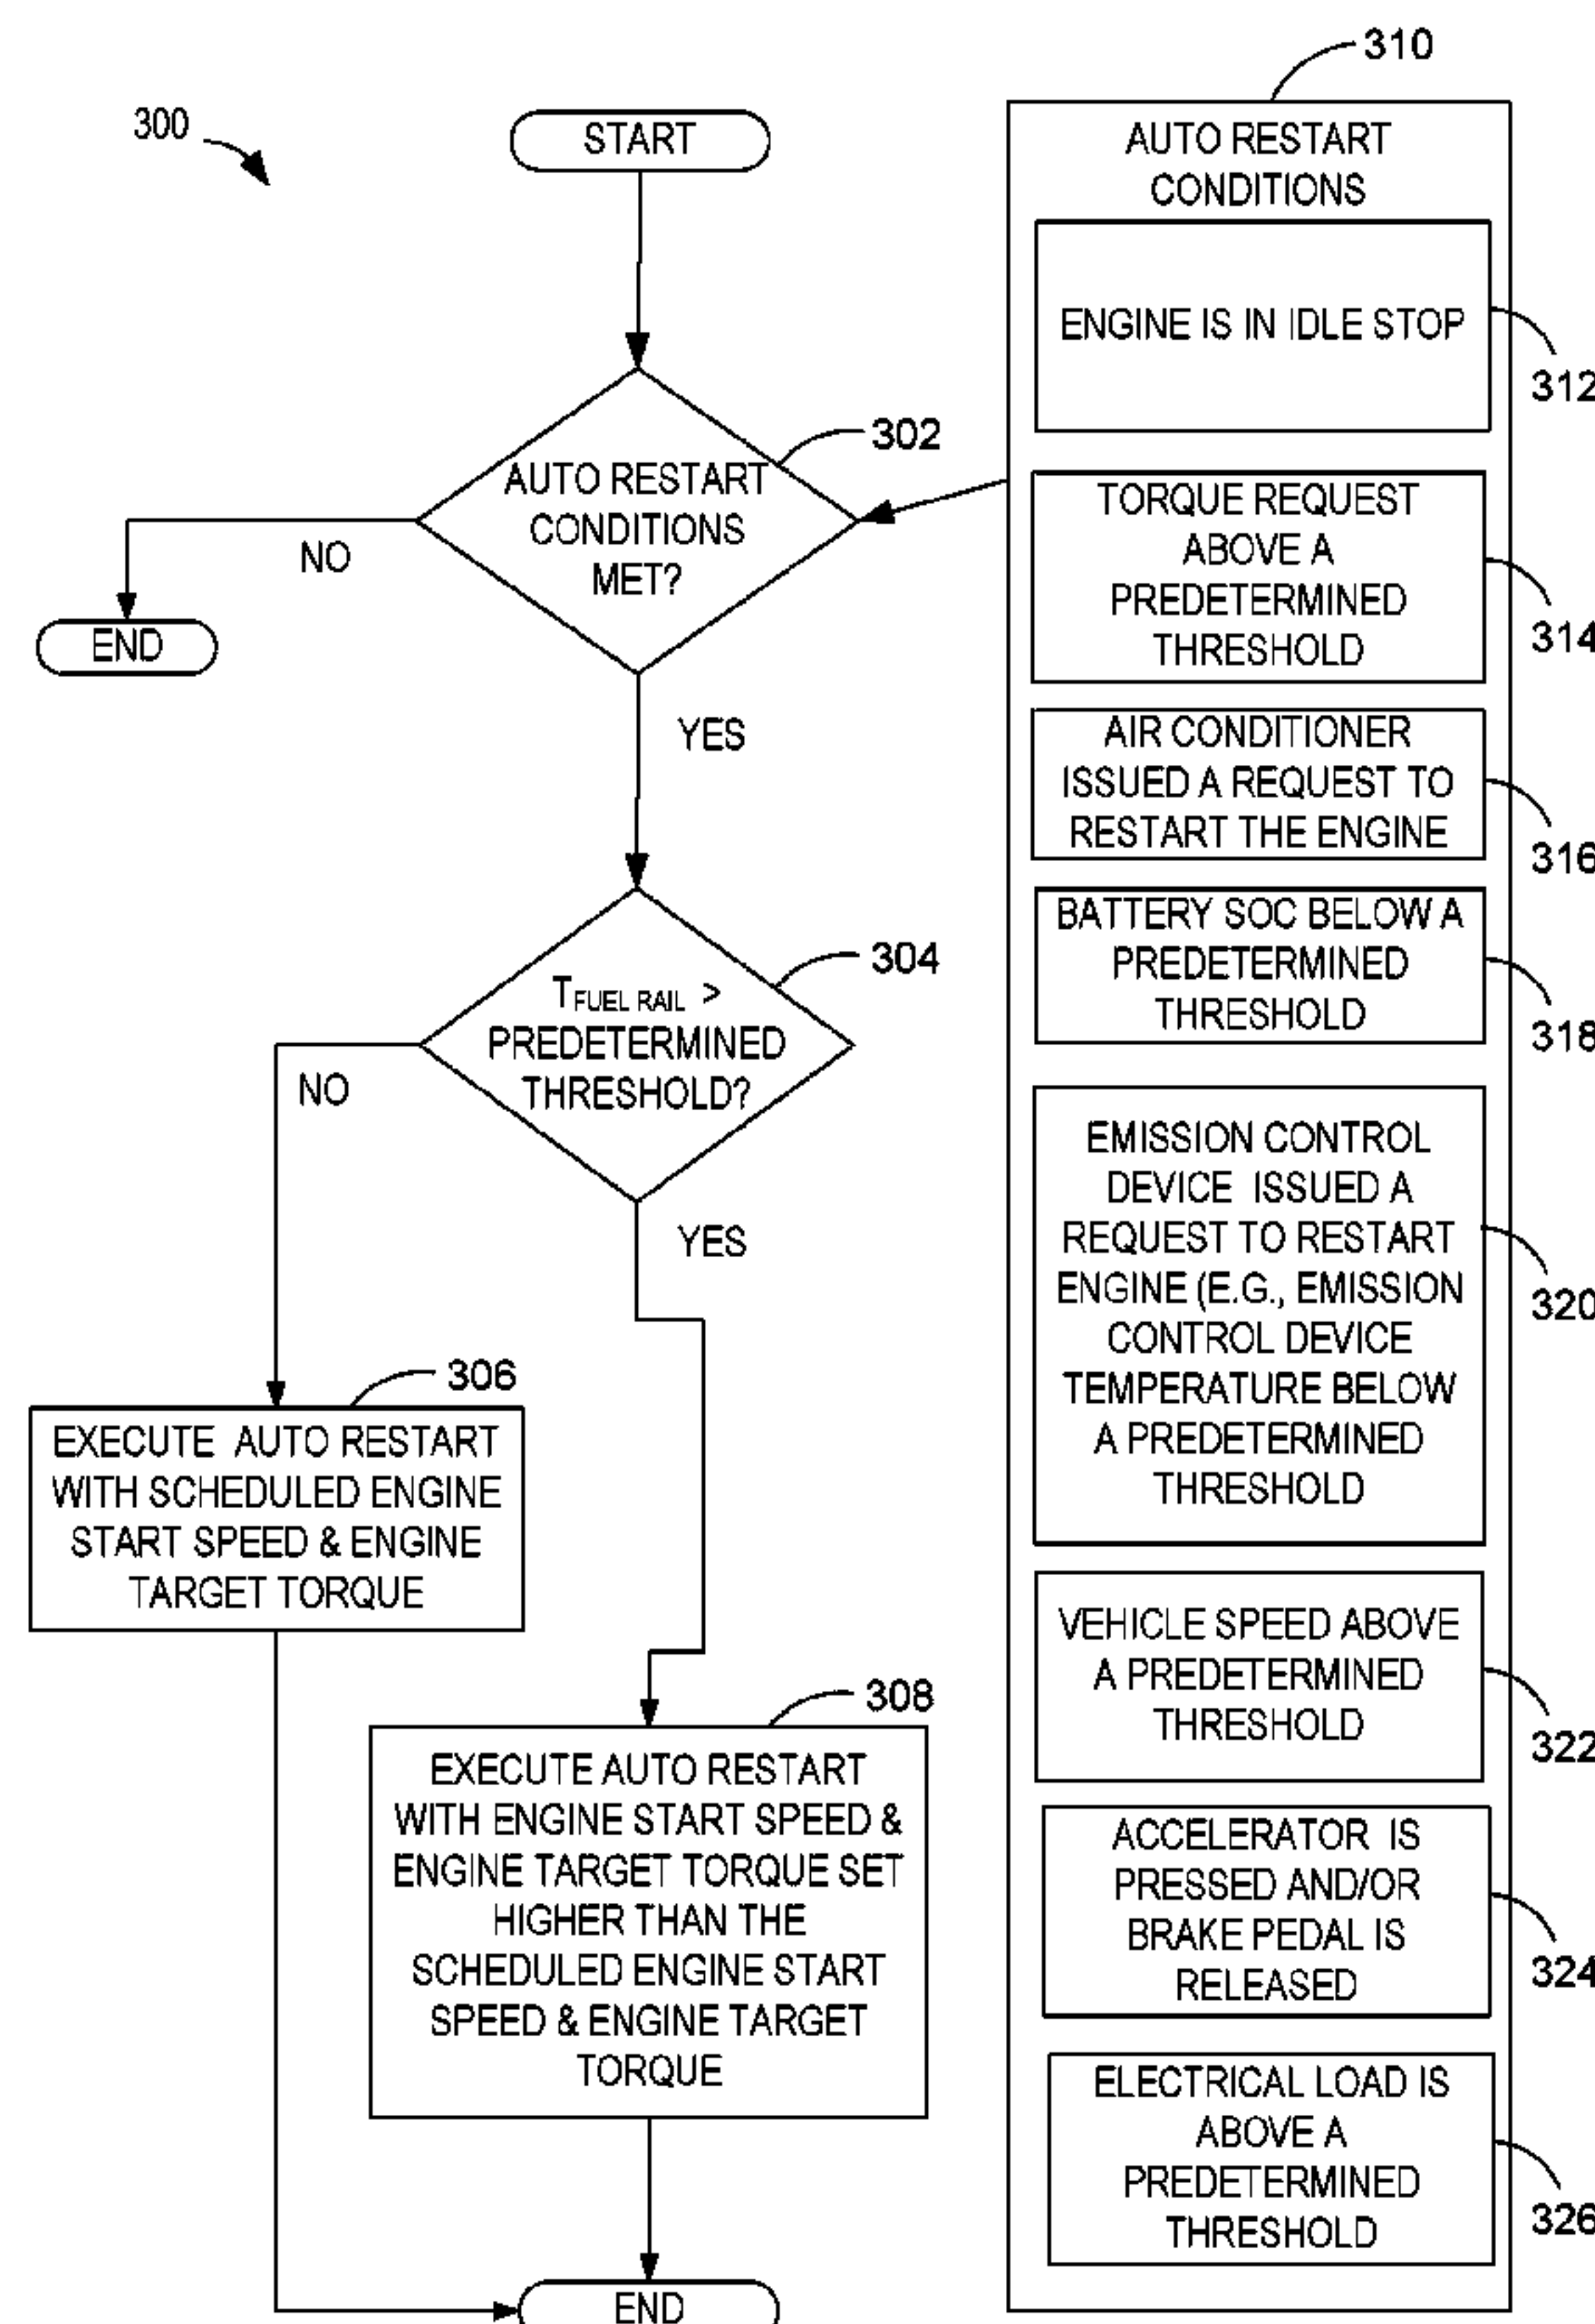 300
START
302
AUTO RESTART
CONDITIONS
MET?
NO
END
YES
304
T FUEL RAIL >
PREDETERMINED
THRESHOLD?
NO
YES
306
EXECUTE AUTO RESTART
WITH SCHEDULED ENGINE
START SPEED & ENGINE
TARGET TORQUE
308
EXECUTE AUTO RESTART
WITH ENGINE START SPEED &
ENGINE TARGET TORQUE SET
HIGHER THAN THE
SCHEDULED ENGINE START
SPEED & ENGINE TARGET
TORQUE
END
310
AUTO RESTART
CONDITIONS
ENGINE IS IN IDLE STOP
312
TORQUE REQUEST
ABOVE A
PREDETERMINED
THRESHOLD
314
AIR CONDITIONER
ISSUED A REQUEST TO
RESTART THE ENGINE
316
BATTERY SOC BELOW A
PREDETERMINED
THRESHOLD
318
EMISSION CONTROL
DEVICE ISSUED A
REQUEST TO RESTART
ENGINE (E.G., EMISSION
CONTROL DEVICE
TEMPERATURE BELOW
A PREDETERMINED
THRESHOLD
320
VEHICLE SPEED ABOVE
A PREDETERMINED
THRESHOLD
322
ACCELERATOR IS
PRESSED AND/OR
BRAKE PEDAL IS
RELEASED
324
ELECTRICAL LOAD IS
ABOVE A
PREDETERMINED
THRESHOLD
326